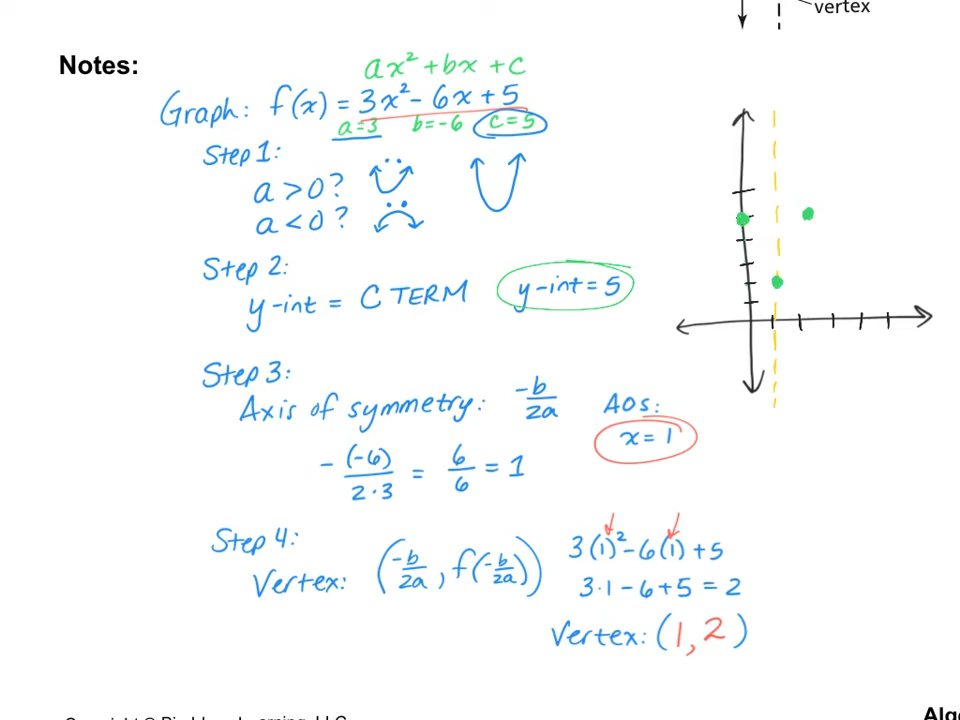 vertex
Notes:
ax² + bx + c
Graph: f(x) = 3x² - 6x + 5
a=3 b=-6 c=5
Step 1:
a > 0?
a < 0?
Step 2:
y-int = C TERM y-int = 5
Step 3:
Axis of symmetry: -b/2a AOS:
x = 1
-(-6)/2·3 = 6/6 = 1
Step 4:
Vertex: (-b/2a, f(-b/2a)) 3(1)² - 6(1) + 5
3·1 - 6 + 5 = 2
Vertex: (1, 2)